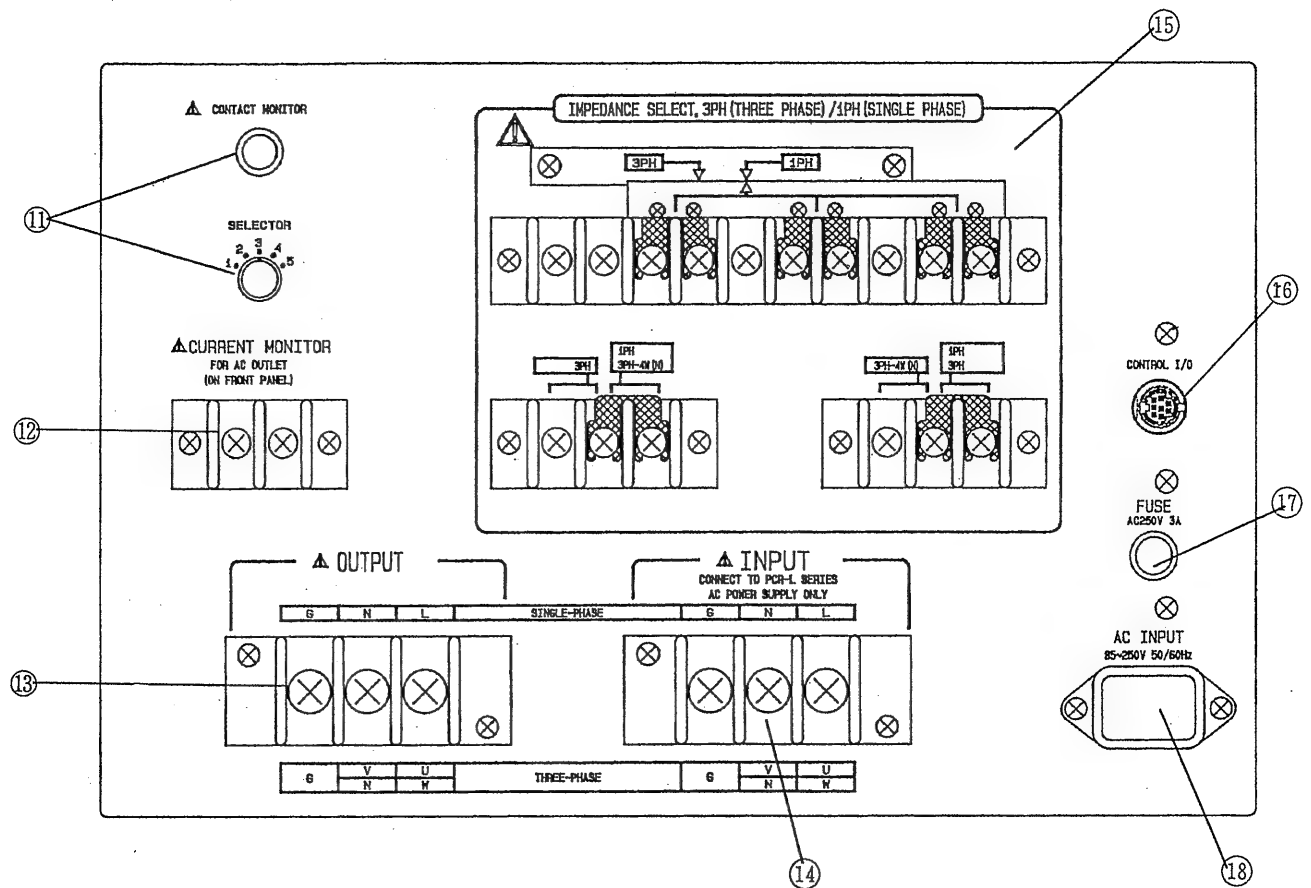 ⑮
⚠ CONTACT MONITOR
IMPEDANCE SELECT, 3PH (THREE PHASE) /1PH (SINGLE PHASE)
3PH
1PH
⑪
SELECTOR
1 2 3 4 5
⑯
⚠ CURRENT MONITOR
FOR AC OUTLET
(ON FRONT PANEL)
3PH
1PH
3PH-4W (V)
3PH-4W (V)
1PH
3PH
CONTROL I/O
⑫
FUSE
AC250V 3A
⑰
⚠ OUTPUT
⚠ INPUT
CONNECT TO PCR-L SERIES
AC POWER SUPPLY ONLY
G N L SINGLE-PHASE G N L
AC INPUT
85~250V 50/60Hz
⑬
G V U THREE-PHASE G V U
N W N W
⑭
⑱